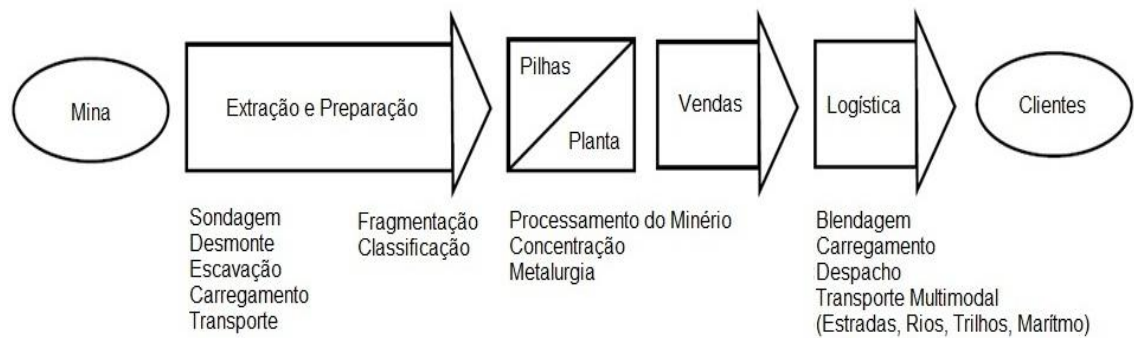 Mina
Extração e Preparação
Pilhas
Planta
Vendas
Logística
Clientes
Sondagem
Desmonte
Escavação
Carregamento
Transporte
Fragmentação
Classificação
Processamento do Minério
Concentração
Metalurgia
Blendagem
Carregamento
Despacho
Transporte Multimodal
(Estradas, Rios, Trilhos, Marítmo)